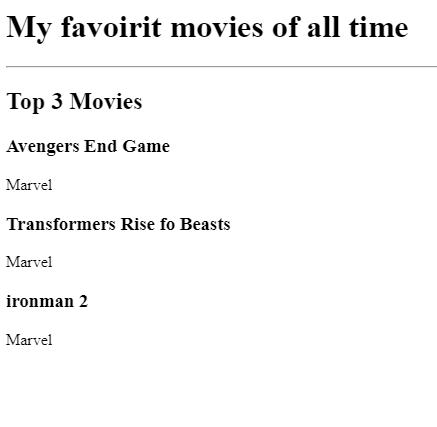 My favoirit movies of all time
Top 3 Movies
Avengers End Game
Marvel
Transformers Rise fo Beasts
Marvel
ironman 2
Marvel